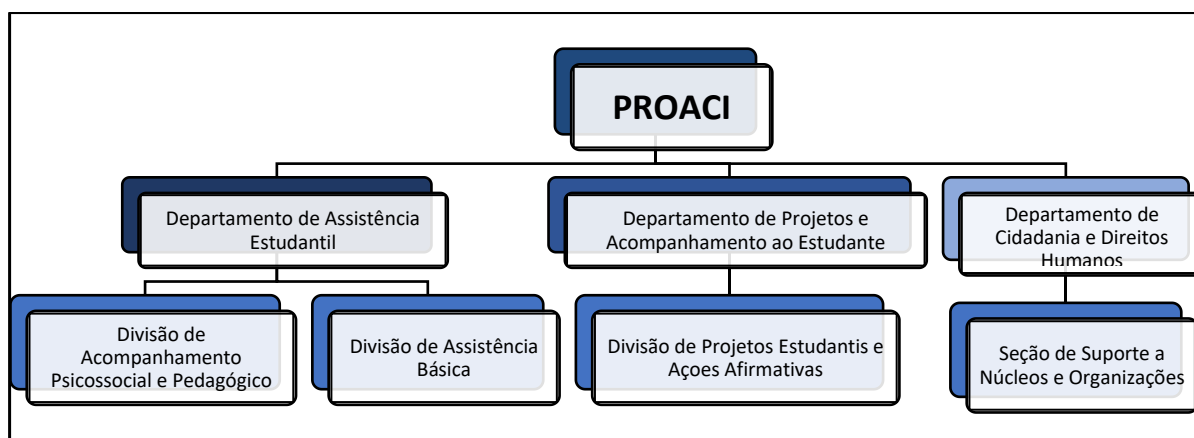 PROACI
Departamento de Assistência
Estudantil
Departamento de Projetos e
Acompanhamento ao Estudante
Departamento de
Cidadania e Direitos
Humanos
Divisão de
Acompanhamento
Psicossocial e Pedagógico
Divisão de Assistência
Básica
Divisão de Projetos Estudantis e
Açoes Afirmativas
Seção de Suporte a
Núcleos e Organizações